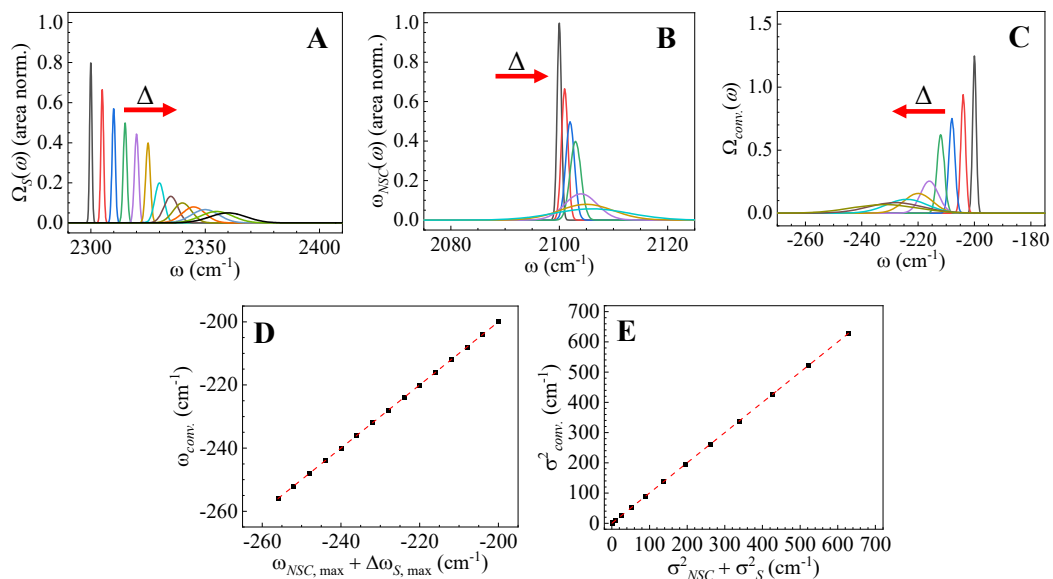 A
Ω_S(ω) (area norm.)
1.0
0.8
0.6
0.4
0.2
0.0
Δ
2300 2350 2400
ω (cm⁻¹)
B
ω_NSC(ω) (area norm.)
1.0
0.8
0.6
0.4
0.2
0.0
Δ
2080 2100 2120
ω (cm⁻¹)
C
Ω_conv.(ω)
1.5
1.0
0.5
0.0
Δ
-260 -240 -220 -200 -175
ω (cm⁻¹)
D
ω_conv. (cm⁻¹)
-200
-220
-240
-260
-260 -240 -220 -200
ω_NSC, max + Δω_S, max (cm⁻¹)
E
σ²_conv. (cm⁻¹)
700
600
500
400
300
200
100
0
0 100 200 300 400 500 600 700
σ²_NSC + σ²_S (cm⁻¹)